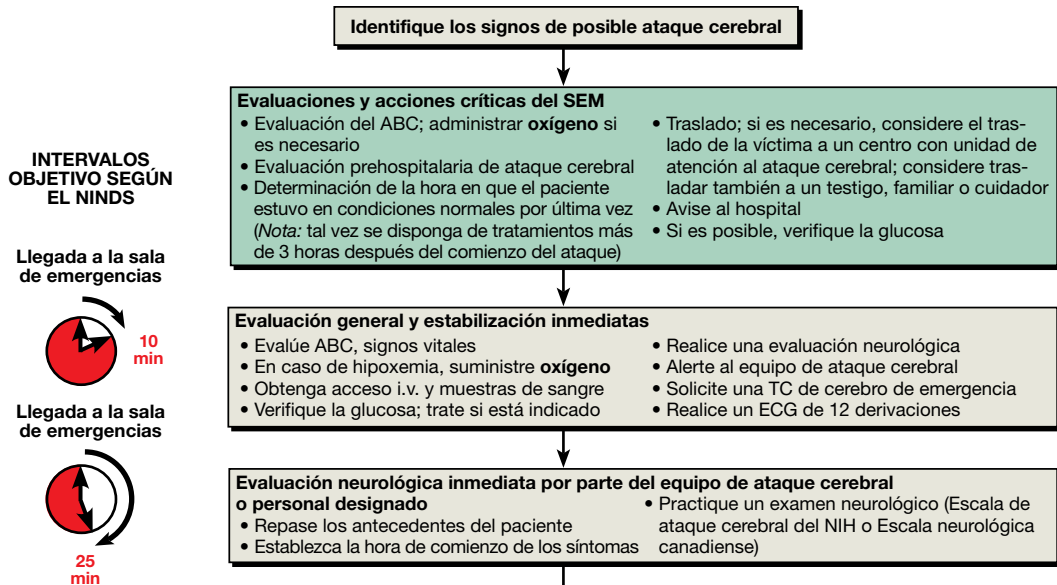 Identifique los signos de posible ataque cerebral
Evaluaciones y acciones críticas del SEM
• Evaluación del ABC; administrar oxígeno si
es necesario
• Evaluación prehospitalaria de ataque cerebral
• Determinación de la hora en que el paciente
estuvo en condiciones normales por última vez
(Nota: tal vez se disponga de tratamientos más
de 3 horas después del comienzo del ataque)
• Traslado; si es necesario, considere el tras-
lado de la víctima a un centro con unidad de
atención al ataque cerebral; considere tras-
ladar también a un testigo, familiar o cuidador
• Avise al hospital
• Si es posible, verifique la glucosa
INTERVALOS
OBJETIVO SEGÚN
EL NINDS
Llegada a la sala
de emergencias
10
min
Evaluación general y estabilización inmediatas
• Evalúe ABC, signos vitales
• En caso de hipoxemia, suministre oxígeno
• Obtenga acceso i.v. y muestras de sangre
• Verifique la glucosa; trate si está indicado
• Realice una evaluación neurológica
• Alerte al equipo de ataque cerebral
• Solicite una TC de cerebro de emergencia
• Realice un ECG de 12 derivaciones
Llegada a la sala
de emergencias
25
min
Evaluación neurológica inmediata por parte del equipo de ataque cerebral
o personal designado
• Repase los antecedentes del paciente
• Establezca la hora de comienzo de los síntomas
• Practique un examen neurológico (Escala de
ataque cerebral del NIH o Escala neurológica
canadiense)